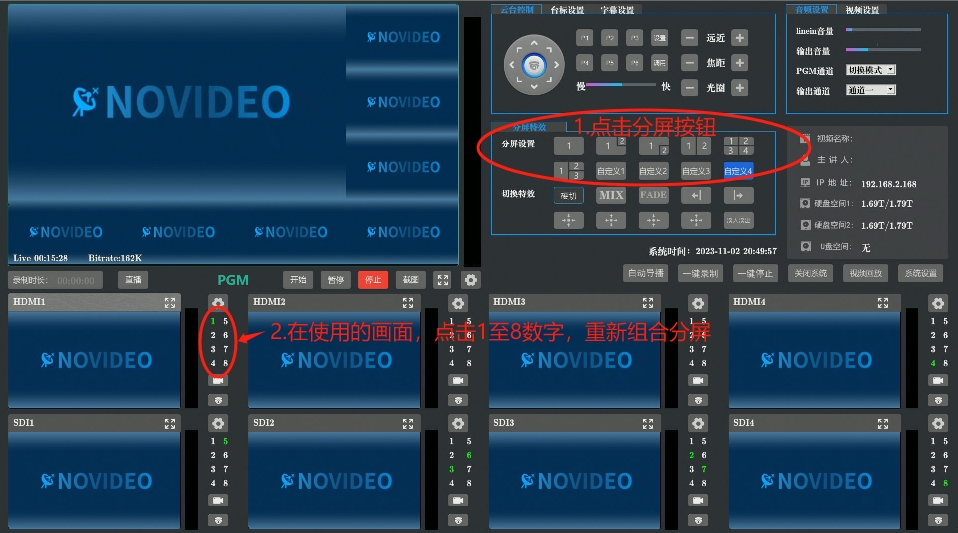 云台控制 台标设置 字幕设置
音频设置 视频设置
NOVIDEO
NOVIDEO
NOVIDEO
NOVIDEO
NOVIDEO NOVIDEO NOVIDEO NOVIDEO
Live 00:15:28 Bitrate:162K
P1 P2 P3 设置 远近
P4 P5 P6 调用 焦距
慢 快 光圈
linein音量
输出音量
PGM通道 切换模式
输出通道 通道一
分屏特效
1.点击分屏按钮
分屏设置 1 1 2 1 2 1 2 1 2 3 4
1 2 3 自定义1 自定义2 自定义3 自定义4
切换特效 硬切 MIX FADE
淡入淡出
视频名称:
主 讲 人:
IP 地 址: 192.168.2.168
硬盘空间1: 1.69T/1.79T
硬盘空间2: 1.69T/1.79T
U盘空间: 无
系统时间: 2023-11-02 20:49:57
录制时长: 00:00:00 直播 PGM 开始 暂停 停止 截图
自动导播 一键录制 一键停止 关闭系统 视频回放 系统设置
HDMI1 HDMI2 HDMI3 HDMI4
2.在使用的画面，点击1至8数字，重新组合分屏
NOVIDEO NOVIDEO NOVIDEO NOVIDEO
1 5 1 5 1 5 1 5
2 6 2 6 2 6 2 6
3 7 3 7 3 7 3 7
4 8 4 8 4 8 4 8
SDI1 SDI2 SDI3 SDI4
NOVIDEO NOVIDEO NOVIDEO NOVIDEO
1 5 1 5 1 5 1 5
2 6 2 6 2 6 2 6
3 7 3 7 3 7 3 7
4 8 4 8 4 8 4 8